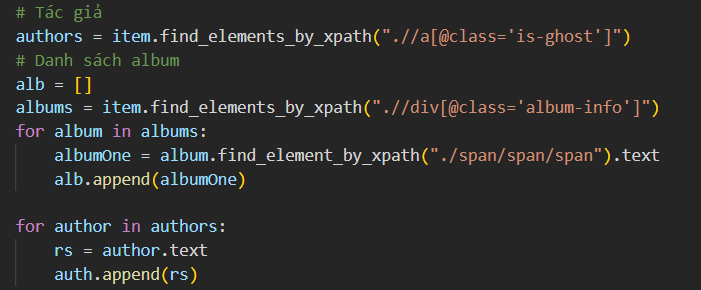 # Tác giả
authors = item.find_elements_by_xpath(".//a[@class='is-ghost']")
# Danh sách album
alb = []
albums = item.find_elements_by_xpath(".//div[@class='album-info']")
for album in albums:
    albumOne = album.find_element_by_xpath("./span/span/span").text
    alb.append(albumOne)
for author in authors:
    rs = author.text
    auth.append(rs)